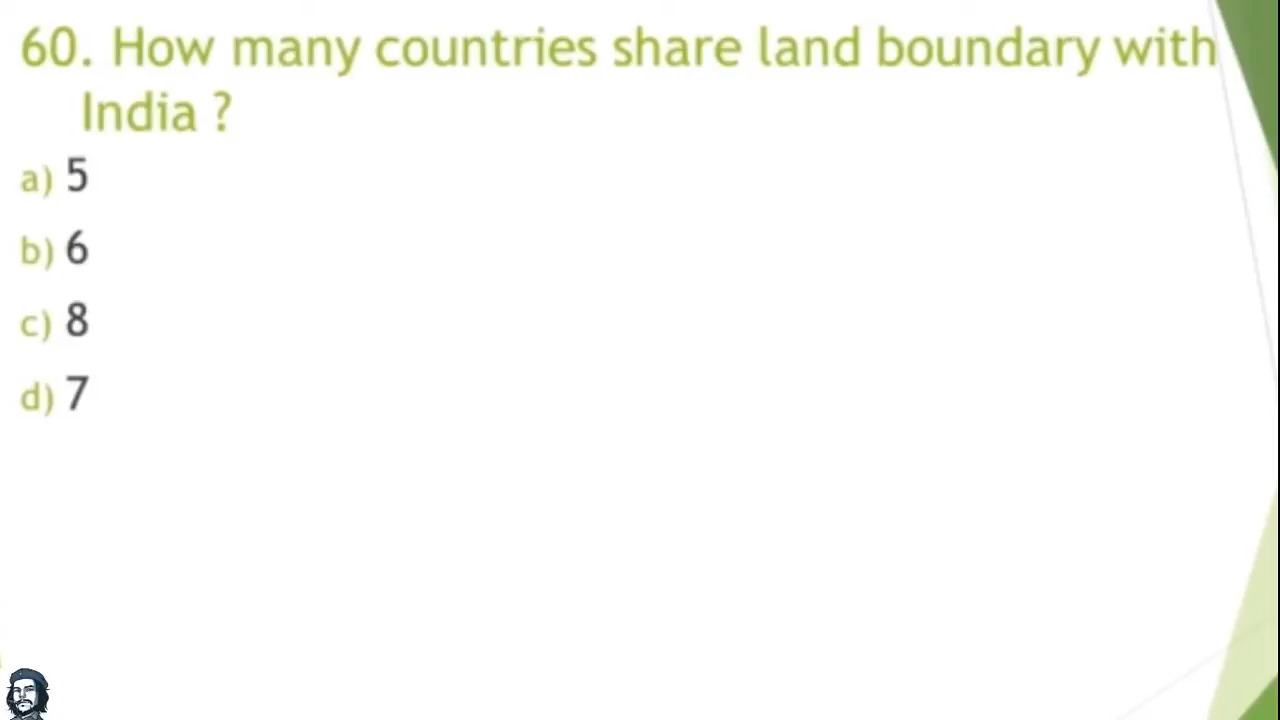 60. How many countries share land boundary with
India ?
a) 5
b) 6
c) 8
d) 7